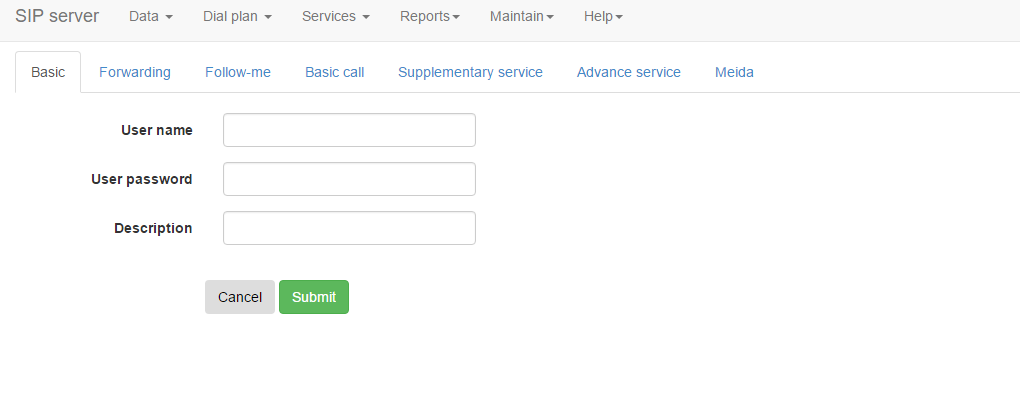 SIP server Data Dial plan Services Reports Maintain Help
Basic Forwarding Follow-me Basic call Supplementary service Advance service Meida
User name
User password
Description
Cancel Submit